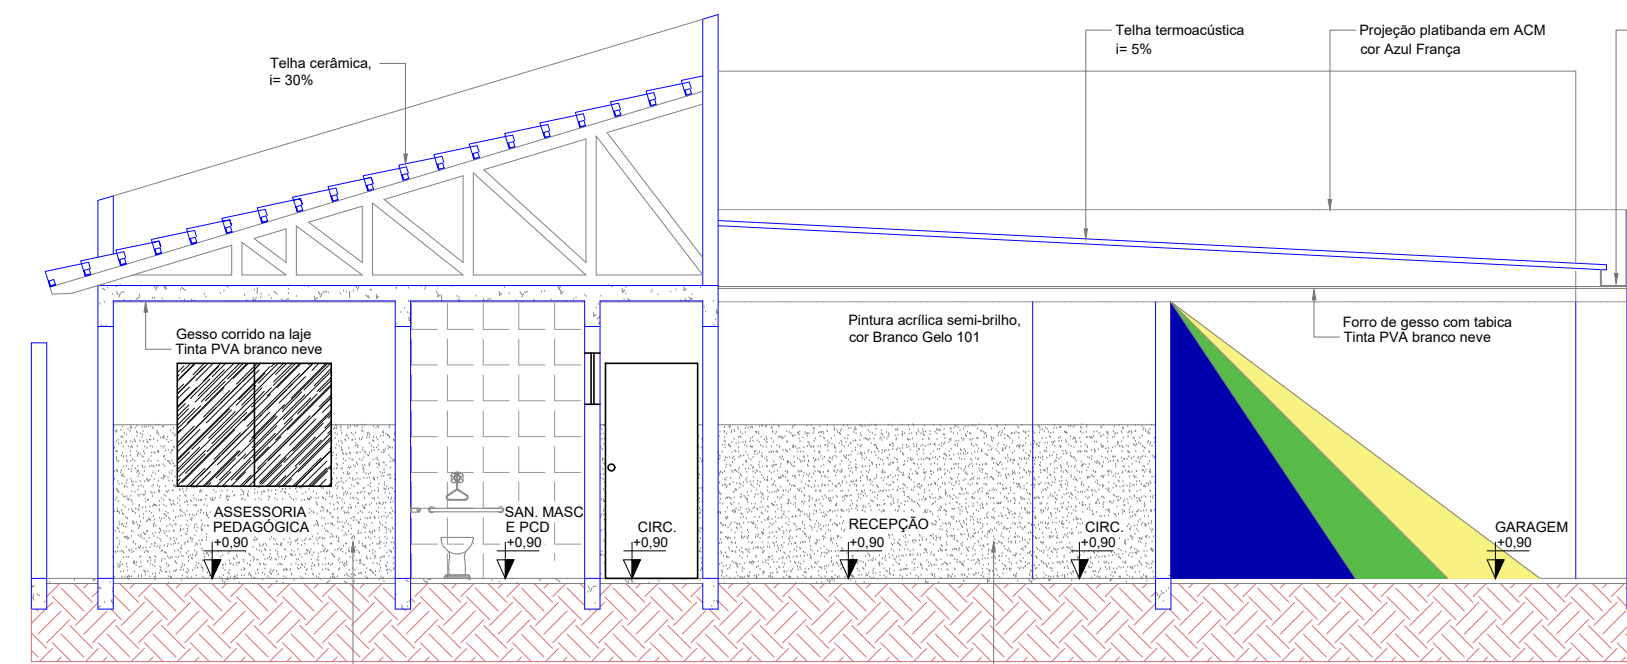 Telha cerâmica,
i= 30%
Telha termoacústica
i= 5%
Projeção platibanda em ACM
cor Azul França
Gesso corrido na laje
Tinta PVA branco neve
Pintura acrílica semi-brilho,
cor Branco Gelo 101
Forro de gesso com tabica
Tinta PVA branco neve
ASSESSORIA
PEDAGÓGICA
+0,90
SAN. MASC
E PCD
+0,90
CIRC.
+0,90
RECEPÇÃO
+0,90
CIRC.
+0,90
GARAGEM
+0,90